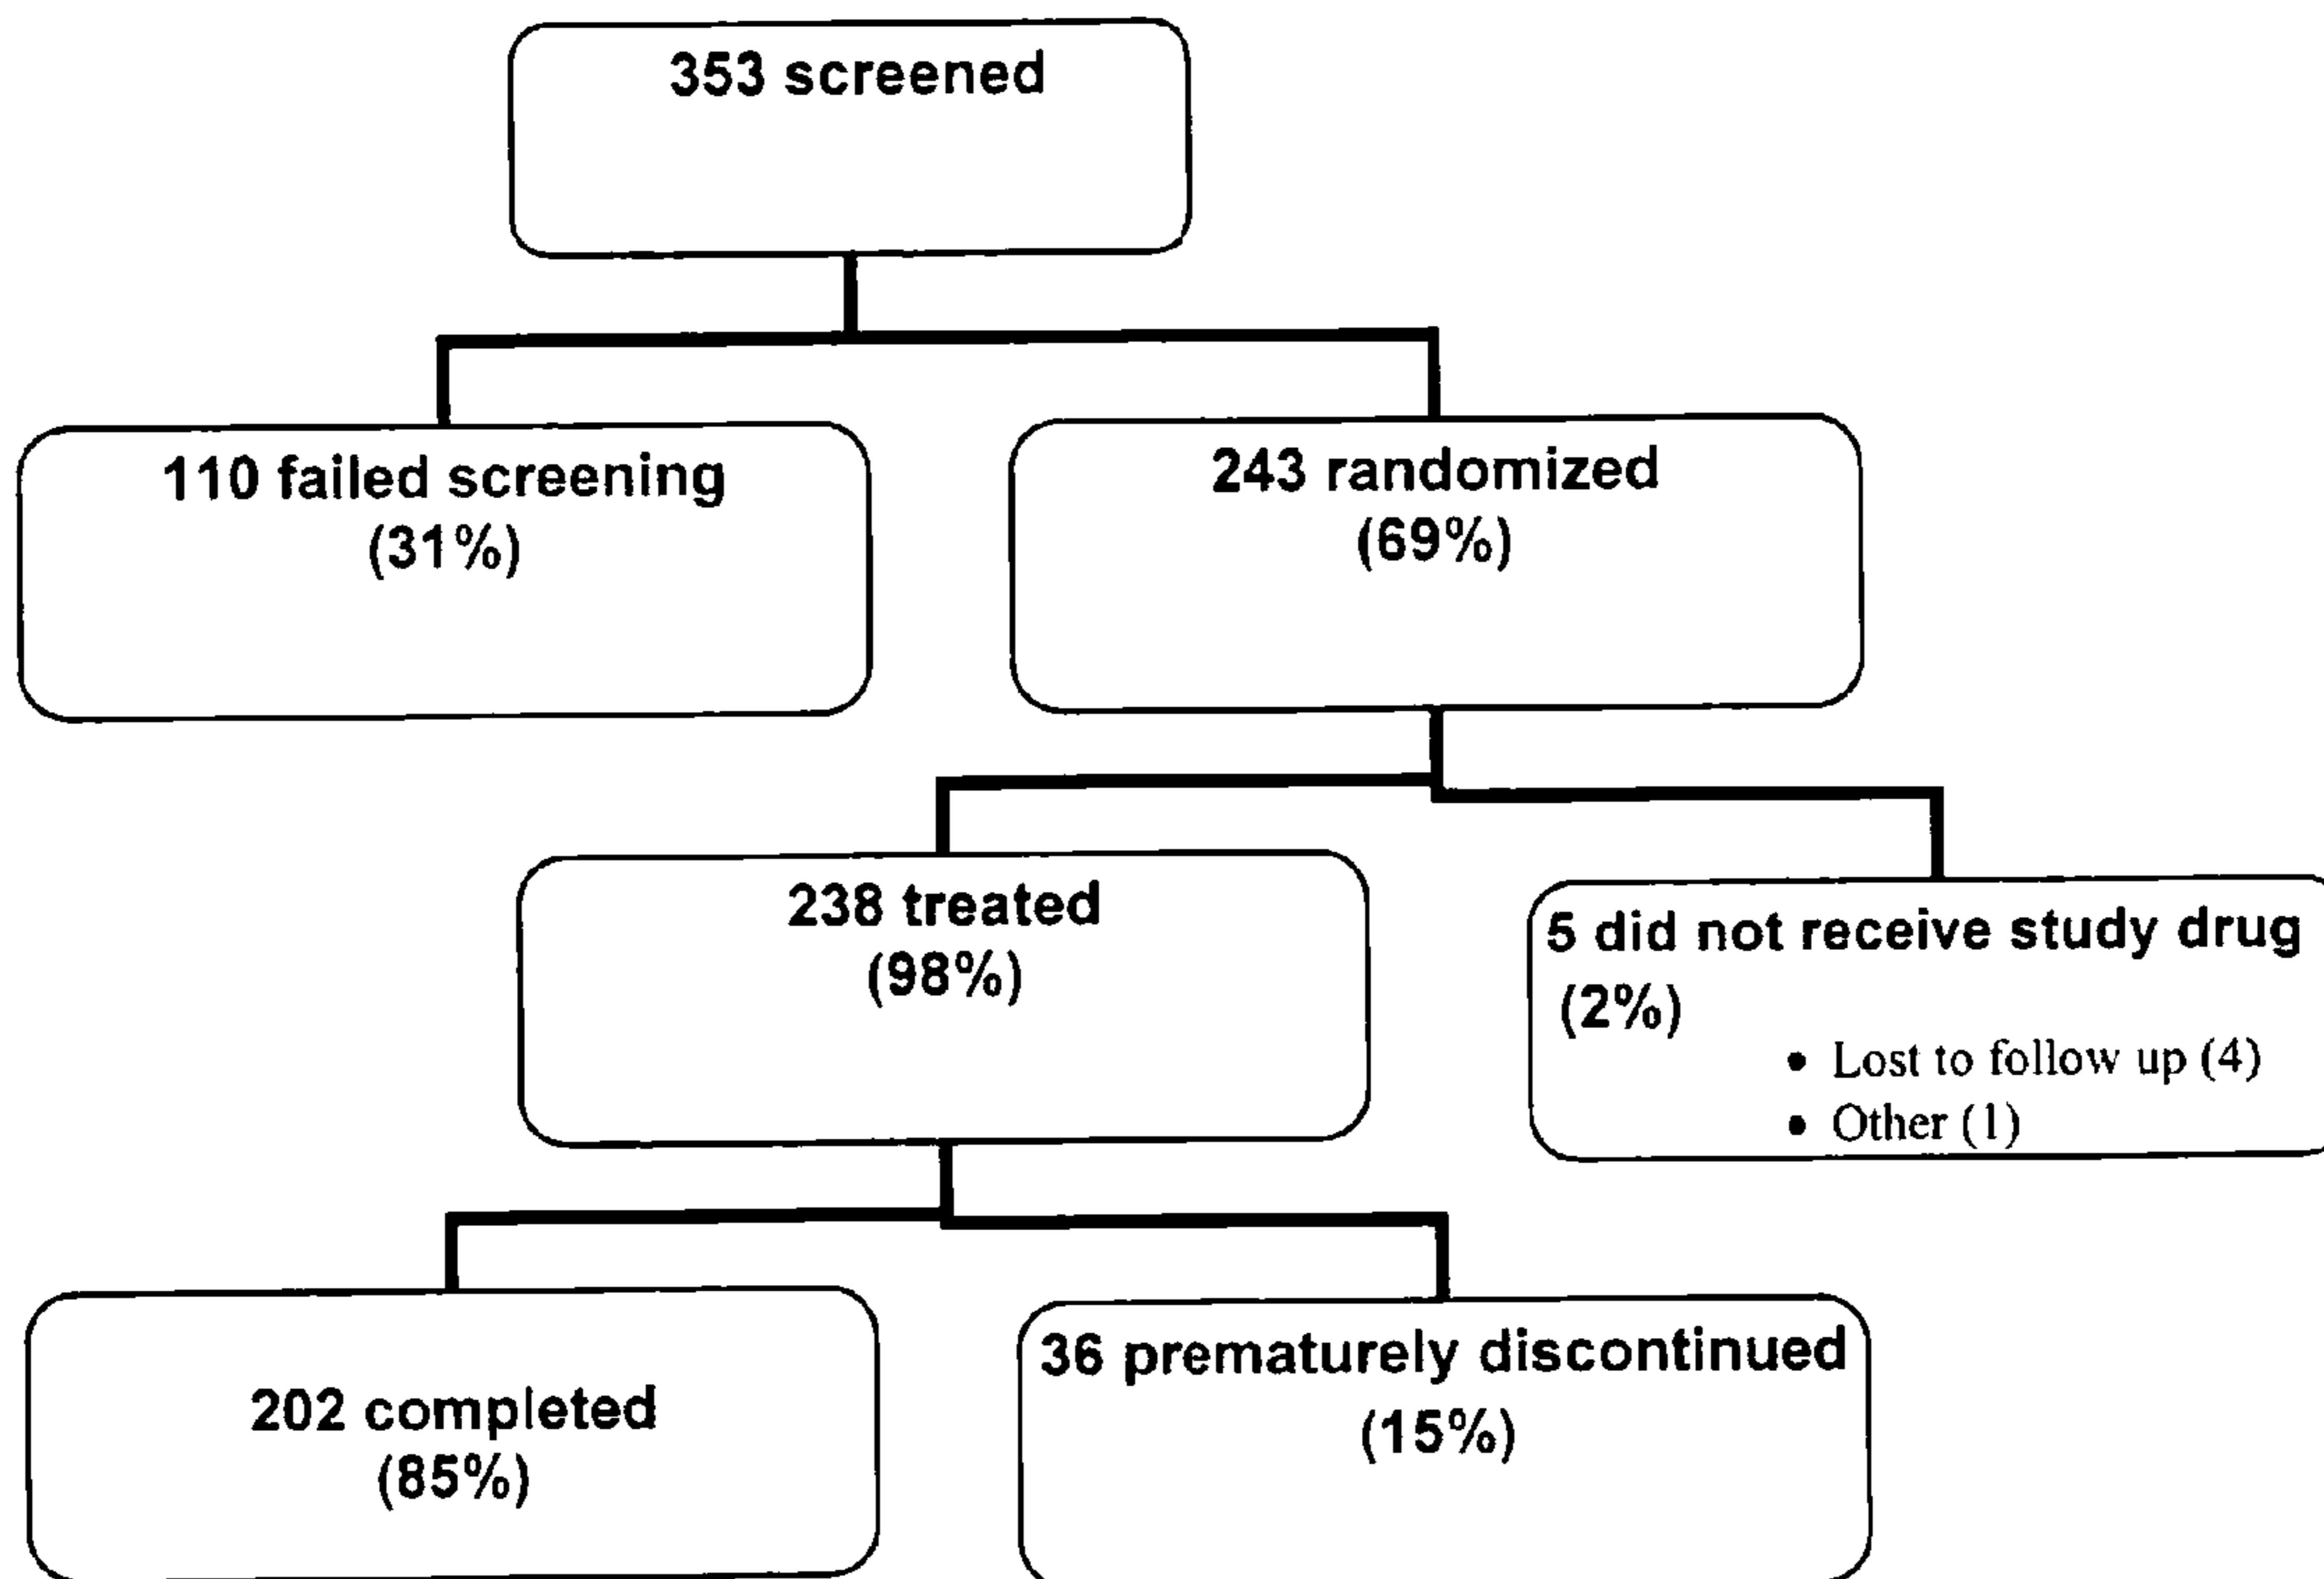 353 screened
110 failed screening
(31%)
243 randomized
(69%)
238 treated
(98%)
5 did not receive study drug
(2%)
• Lost to follow up (4)
• Other (1)
202 completed
(85%)
36 prematurely discontinued
(15%)